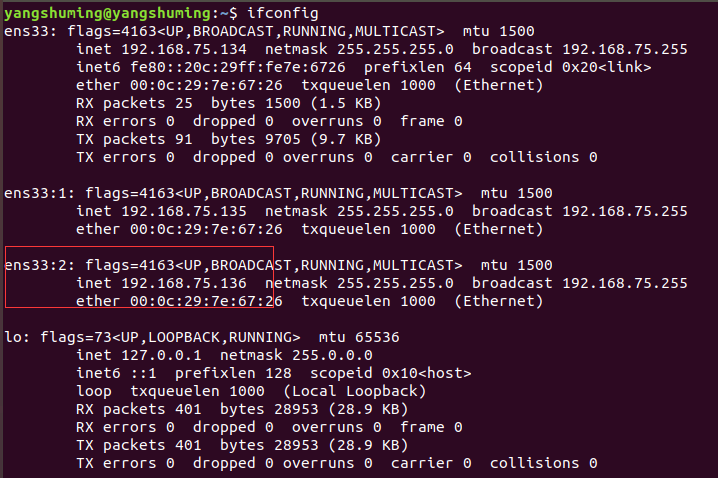 yangshuming@yangshuming:~$ ifconfig
ens33: flags=4163<UP,BROADCAST,RUNNING,MULTICAST>  mtu 1500
        inet 192.168.75.134  netmask 255.255.255.0  broadcast 192.168.75.255
        inet6 fe80::20c:29ff:fe7e:6726  prefixlen 64  scopeid 0x20<link>
        ether 00:0c:29:7e:67:26  txqueuelen 1000  (Ethernet)
        RX packets 25  bytes 1500 (1.5 KB)
        RX errors 0  dropped 0  overruns 0  frame 0
        TX packets 91  bytes 9705 (9.7 KB)
        TX errors 0  dropped 0 overruns 0  carrier 0  collisions 0
ens33:1: flags=4163<UP,BROADCAST,RUNNING,MULTICAST>  mtu 1500
        inet 192.168.75.135  netmask 255.255.255.0  broadcast 192.168.75.255
        ether 00:0c:29:7e:67:26  txqueuelen 1000  (Ethernet)
ens33:2: flags=4163<UP,BROADCAST,RUNNING,MULTICAST>  mtu 1500
        inet 192.168.75.136  netmask 255.255.255.0  broadcast 192.168.75.255
        ether 00:0c:29:7e:67:26  txqueuelen 1000  (Ethernet)
lo: flags=73<UP,LOOPBACK,RUNNING>  mtu 65536
        inet 127.0.0.1  netmask 255.0.0.0
        inet6 ::1  prefixlen 128  scopeid 0x10<host>
        loop  txqueuelen 1000  (Local Loopback)
        RX packets 401  bytes 28953 (28.9 KB)
        RX errors 0  dropped 0  overruns 0  frame 0
        TX packets 401  bytes 28953 (28.9 KB)
        TX errors 0  dropped 0 overruns 0  carrier 0  collisions 0